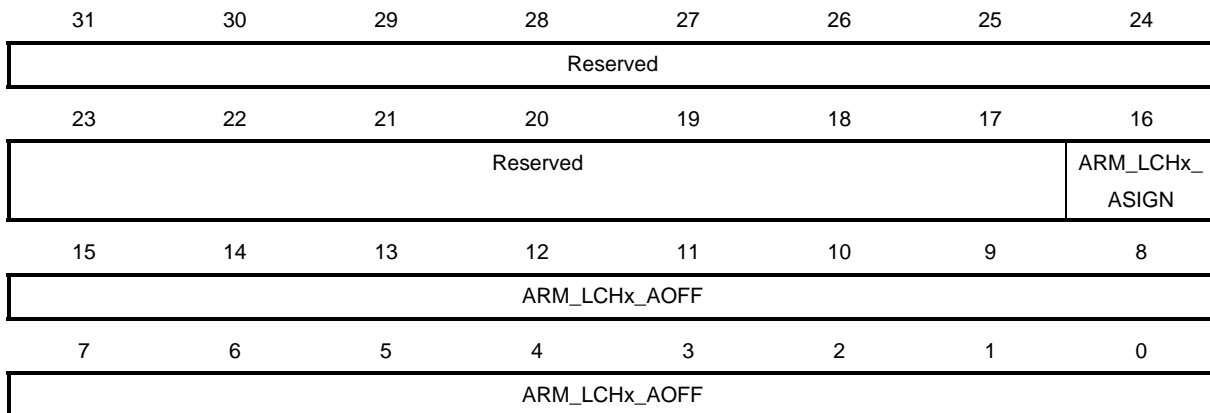 31 30 29 28 27 26 25 24
Reserved
23 22 21 20 19 18 17 16
Reserved ARM_LCHx_
ASIGN
15 14 13 12 11 10 9 8
ARM_LCHx_AOFF
7 6 5 4 3 2 1 0
ARM_LCHx_AOFF